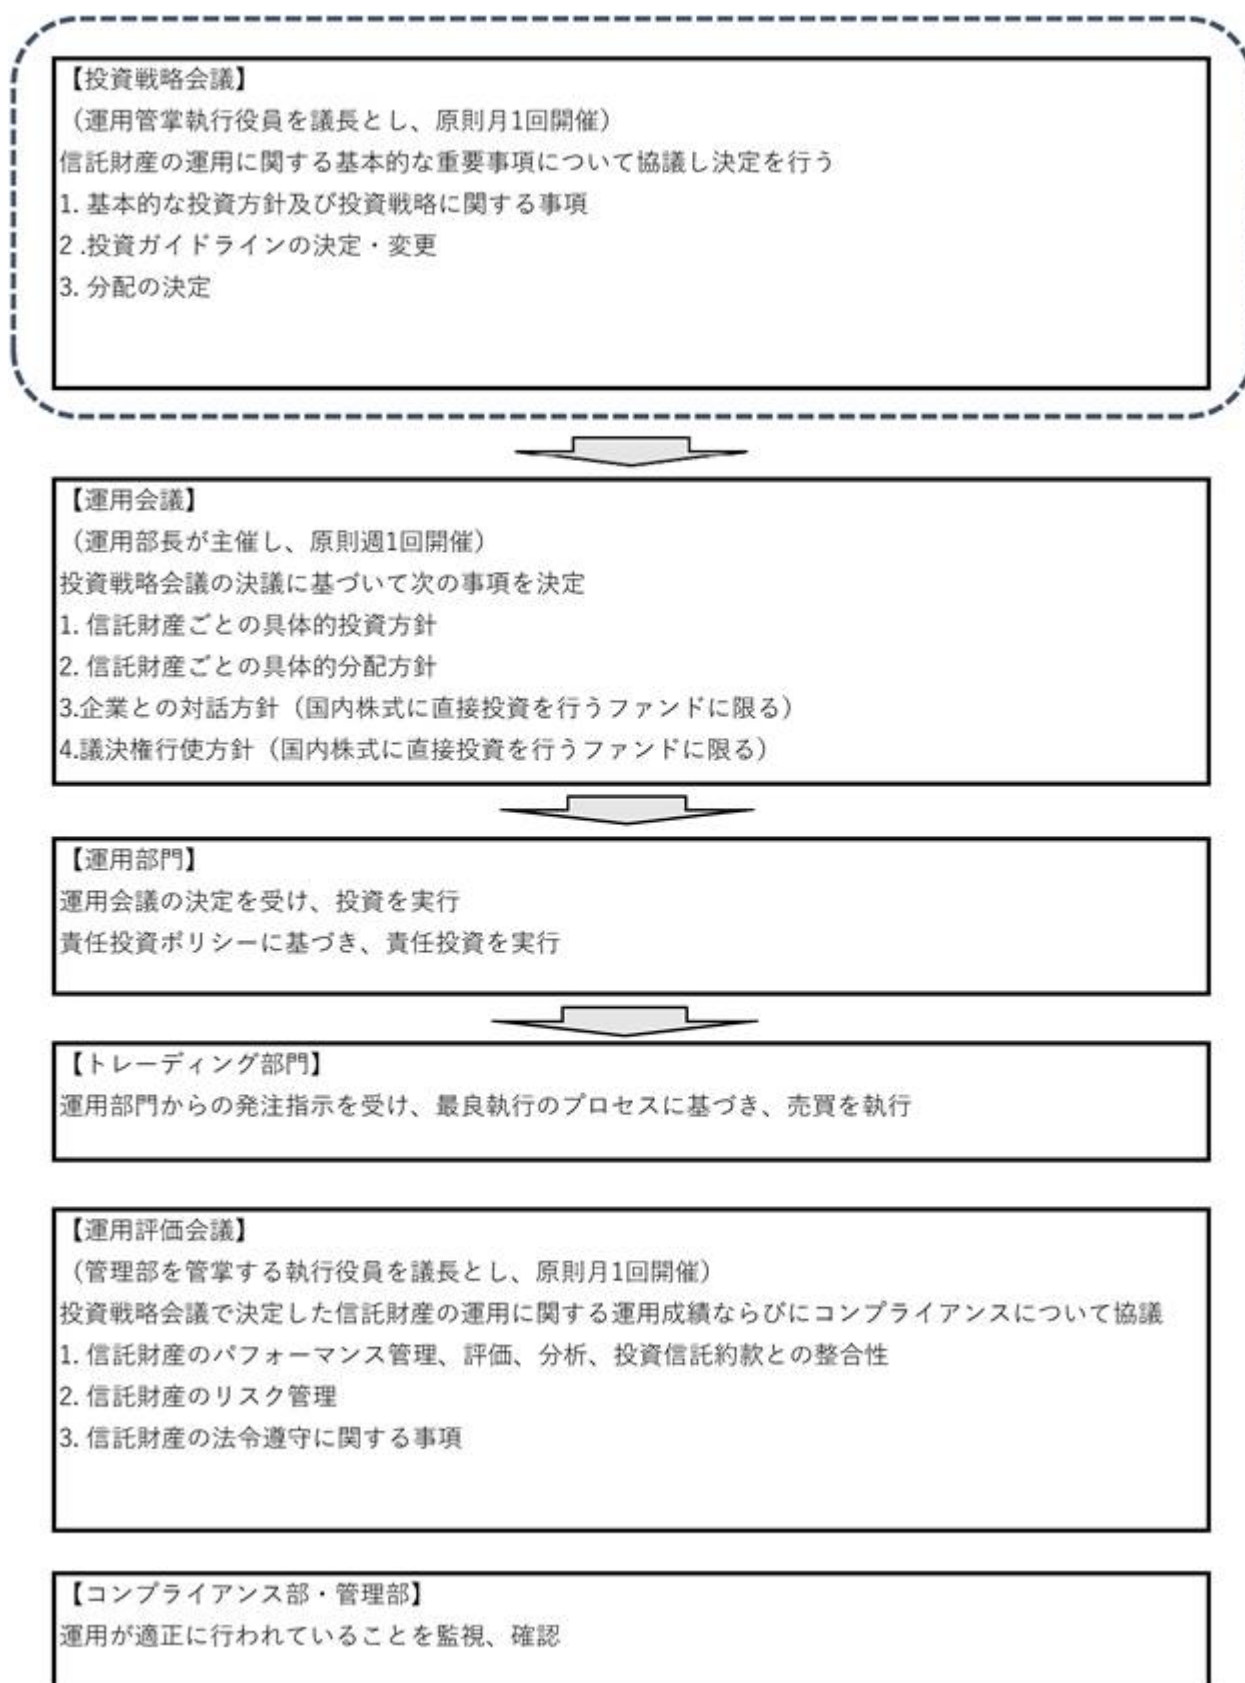 【投資戦略会議】
（運用管掌執行役員を議長とし、原則月1回開催）
信託財産の運用に関する基本的な重要事項について協議し決定を行う
1. 基本的な投資方針及び投資戦略に関する事項
2 .投資ガイドラインの決定・変更
3. 分配の決定
【運用会議】
（運用部長が主催し、原則週1回開催）
投資戦略会議の決議に基づいて次の事項を決定
1. 信託財産ごとの具体的投資方針
2. 信託財産ごとの具体的分配方針
3.企業との対話方針（国内株式に直接投資を行うファンドに限る）
4.議決権行使方針（国内株式に直接投資を行うファンドに限る）
【運用部門】
運用会議の決定を受け、投資を実行
責任投資ポリシーに基づき、責任投資を実行
【トレーディング部門】
運用部門からの発注指示を受け、最良執行のプロセスに基づき、売買を執行
【運用評価会議】
（管理部を管掌する執行役員を議長とし、原則月1回開催）
投資戦略会議で決定した信託財産の運用に関する運用成績ならびにコンプライアンスについて協議
1. 信託財産のパフォーマンス管理、評価、分析、投資信託約款との整合性
2. 信託財産のリスク管理
3. 信託財産の法令遵守に関する事項
【コンプライアンス部・管理部】
運用が適正に行われていることを監視、確認